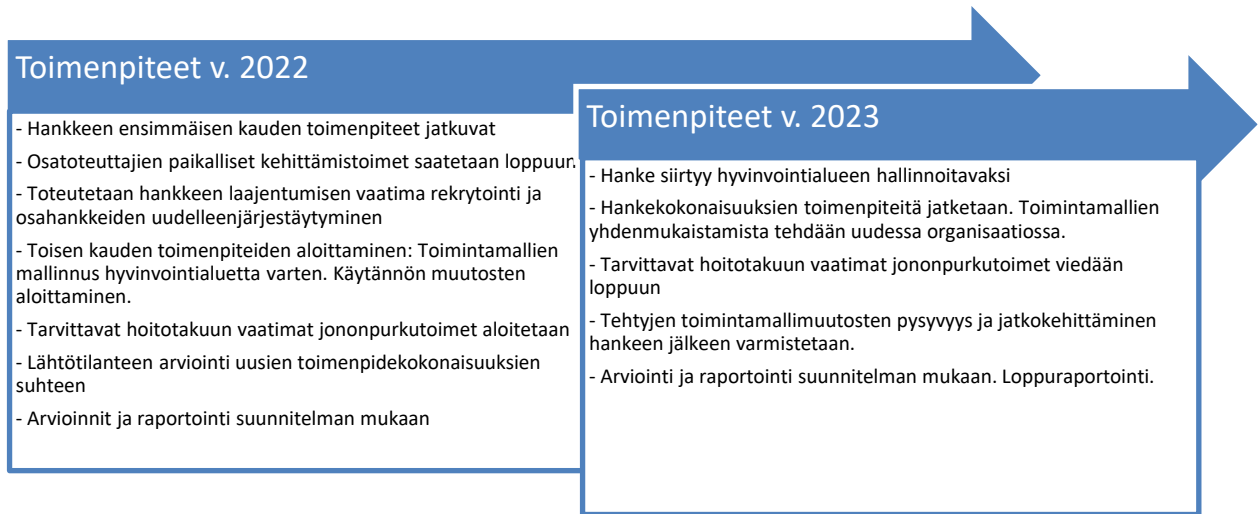 Toimenpiteet v. 2022
- Hankkeen ensimmäisen kauden toimenpiteet jatkuvat
- Osatoteuttajien paikalliset kehittämistoimet saatetaan loppuun.
- Toteutetaan hankkeen laajentumisen vaatima rekrytointi ja
osahankkeiden uudelleenjärjestäytyminen
- Toisen kauden toimenpiteiden aloittaminen: Toimintamallien
mallinnus hyvinvointialuetta varten. Käytännön muutosten
aloittaminen.
- Tarvittavat hoitotakuun vaatimat jononpurkutoimet aloitetaan
- Lähtötilanteen arviointi uusien toimenpidekokonaisuuksien
suhteen
- Arvioinnit ja raportointi suunnitelman mukaan
Toimenpiteet v. 2023
- Hanke siirtyy hyvinvointialueen hallinnoitavaksi
- Hankekokonaisuuksien toimenpiteitä jatketaan. Toimintamallien
yhdenmukaistamista tehdään uudessa organisaatiossa.
- Tarvittavat hoitotakuun vaatimat jononpurkutoimet viedään
loppuun
- Tehtyjen toimintamallimuutosten pysyvyys ja jatkokehittäminen
hankeen jälkeen varmistetaan.
- Arviointi ja raportointi suunnitelman mukaan. Loppuraportointi.